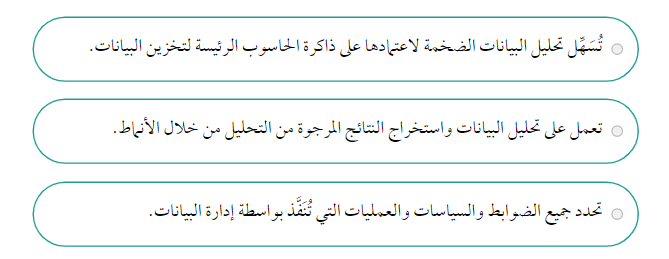 تُسَهِّل تحليل البيانات الضخمة لاعتمادها على ذاكرة الحاسوب الرئيسة لتخزين البيانات.
تعمل على تحليل البيانات واستخراج النتائج المرجوة من التحليل من خلال الأنماط.
تحدد جميع الضوابط والسياسات والعمليات التي تُنَفَّذ بواسطة إدارة البيانات.